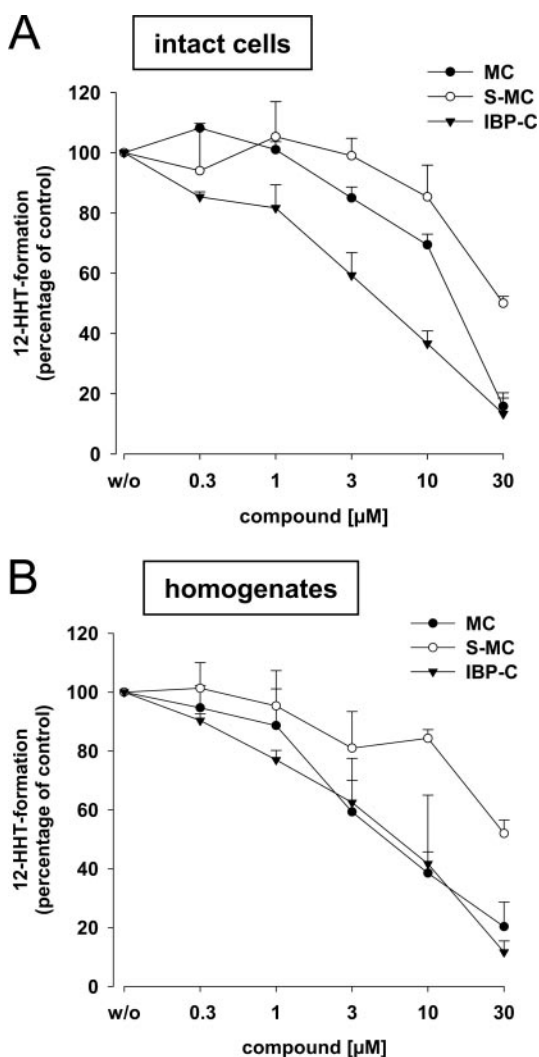 A
intact cells
MC
S-MC
IBP-C
120
100
80
60
40
20
0
12-HHT-formation
(percentage of control)
w/o 0.3 1 3 10 30
compound [µM]
B
homogenates
MC
S-MC
IBP-C
120
100
80
60
40
20
0
12-HHT-formation
(percentage of control)
w/o 0.3 1 3 10 30
compound [µM]